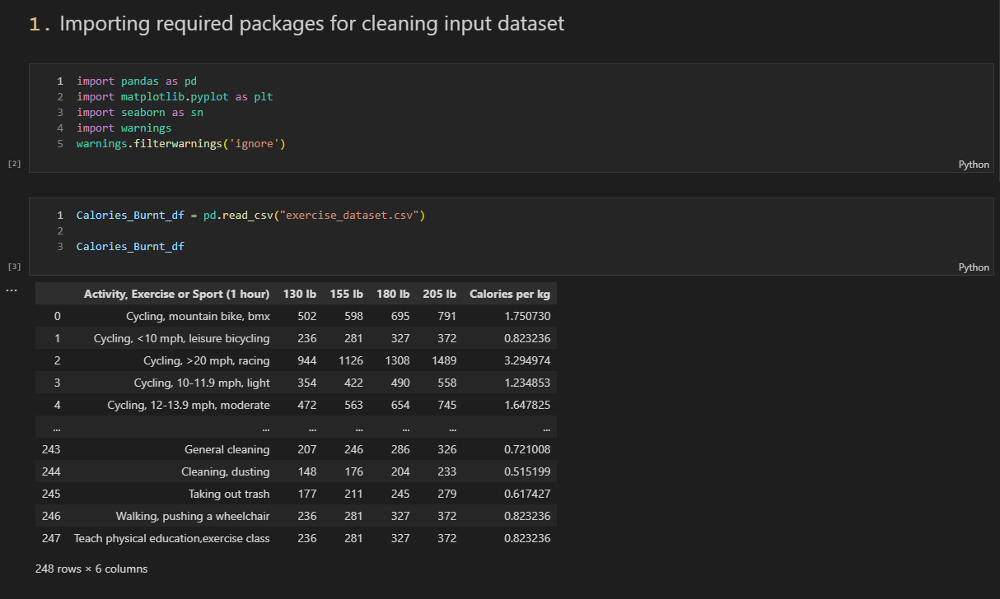 1. Importing required packages for cleaning input dataset
1 import pandas as pd
2 import matplotlib.pyplot as plt
3 import seaborn as sn
4 import warnings
5 warnings.filterwarnings('ignore')
[2]
Python
1 Calories_Burnt_df = pd.read_csv("exercise_dataset.csv")
2
3 Calories_Burnt_df
[3]
Python
...
Activity, Exercise or Sport (1 hour) 130 lb 155 lb 180 lb 205 lb Calories per kg
0 Cycling, mountain bike, bmx 502 598 695 791 1.750730
1 Cycling, <10 mph, leisure bicycling 236 281 327 372 0.823236
2 Cycling, >20 mph, racing 944 1126 1308 1489 3.294974
3 Cycling, 10-11.9 mph, light 354 422 490 558 1.234853
4 Cycling, 12-13.9 mph, moderate 472 563 654 745 1.647825
... ... ... ... ... ... ...
243 General cleaning 207 246 286 326 0.721008
244 Cleaning, dusting 148 176 204 233 0.515199
245 Taking out trash 177 211 245 279 0.617427
246 Walking, pushing a wheelchair 236 281 327 372 0.823236
247 Teach physical education,exercise class 236 281 327 372 0.823236
248 rows × 6 columns